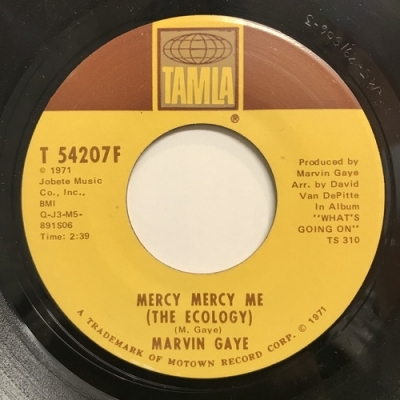 TAMLA
T 54207F
℗ 1971
Jobete Music
Co., Inc.,
BMI
Q-J3-M5-
891S06
Time: 2:39
Produced by
Marvin Gaye
Arr. by David
Van DePitte
In Album
"WHAT'S
GOING ON"
TS 310
MERCY MERCY ME
(THE ECOLOGY)
(M. Gaye)
MARVIN GAYE
A TRADEMARK OF MOTOWN RECORD CORP. ℗ 1971